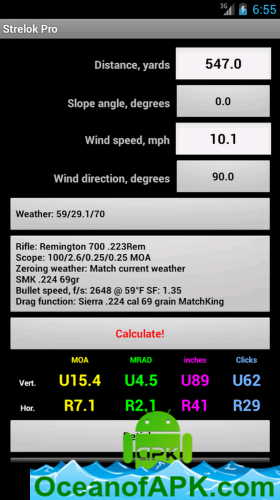 3G 6:55
Strelok Pro
Distance, yards 547.0
Slope angle, degrees 0.0
Wind speed, mph 10.1
Wind direction, degrees 90.0
Weather: 59/29.1/70
Rifle: Remington 700 .223Rem
Scope: 100/2.6/0.25/0.25 MOA
Zeroing weather: Match current weather
SMK .224 69gr
Bullet speed, f/s: 2648 @ 59°F SF: 1.35
Drag function: Sierra .224 cal 69 grain MatchKing
Calculate!
MOA MRAD inches Clicks
Vert. U15.4 U4.5 U89 U62
Hor. R7.1 R2.1 R41 R29
APK
OceanofAPK.com